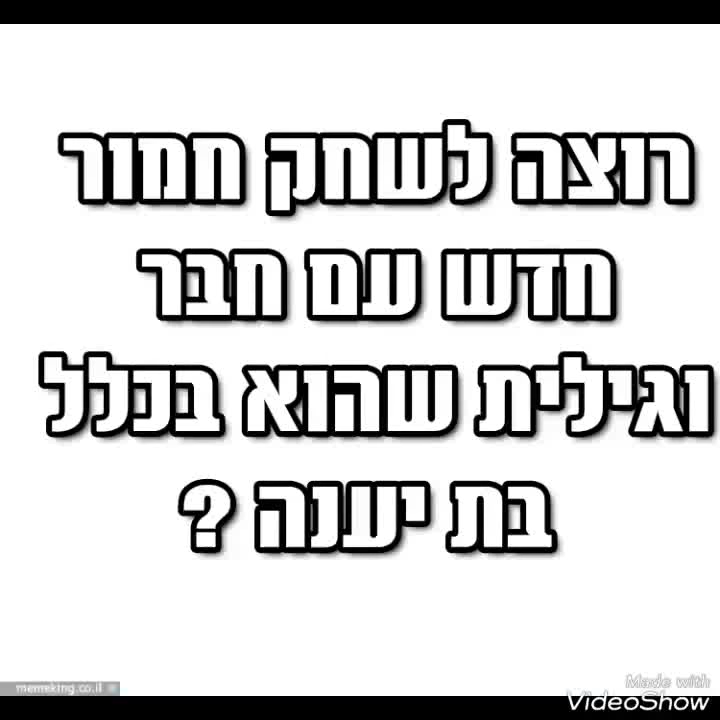 רוצה לשחק חמור
חדש עם חבר
וגילית שהוא בכלל
בת יענה ?
memeking.co.il
Made with
VideoShow